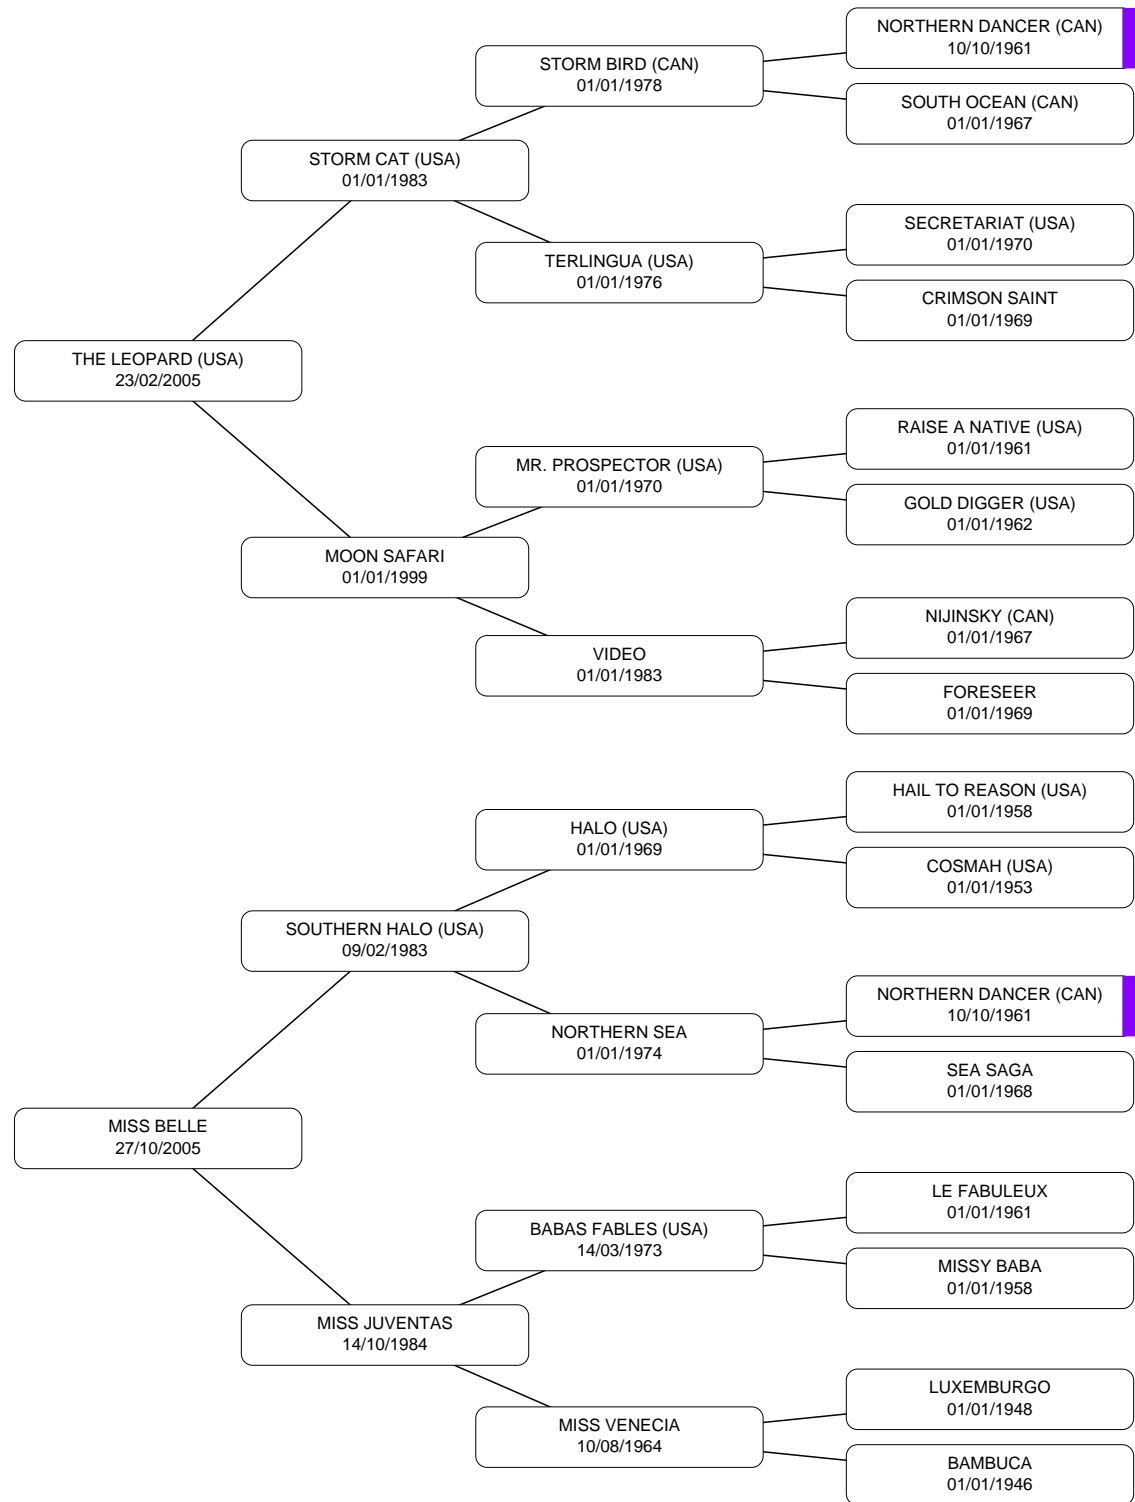 NORTHERN DANCER (CAN)
10/10/1961
STORM BIRD (CAN)
01/01/1978
SOUTH OCEAN (CAN)
01/01/1967
STORM CAT (USA)
01/01/1983
SECRETARIAT (USA)
01/01/1970
TERLINGUA (USA)
01/01/1976
CRIMSON SAINT
01/01/1969
THE LEOPARD (USA)
23/02/2005
RAISE A NATIVE (USA)
01/01/1961
MR. PROSPECTOR (USA)
01/01/1970
GOLD DIGGER (USA)
01/01/1962
MOON SAFARI
01/01/1999
NIJINSKY (CAN)
01/01/1967
VIDEO
01/01/1983
FORESEER
01/01/1969
HAIL TO REASON (USA)
01/01/1958
HALO (USA)
01/01/1969
COSMAH (USA)
01/01/1953
SOUTHERN HALO (USA)
09/02/1983
NORTHERN DANCER (CAN)
10/10/1961
NORTHERN SEA
01/01/1974
SEA SAGA
01/01/1968
MISS BELLE
27/10/2005
LE FABULEUX
01/01/1961
BABAS FABLES (USA)
14/03/1973
MISSY BABA
01/01/1958
MISS JUVENTAS
14/10/1984
LUXEMBURGO
01/01/1948
MISS VENECIA
10/08/1964
BAMBUCA
01/01/1946